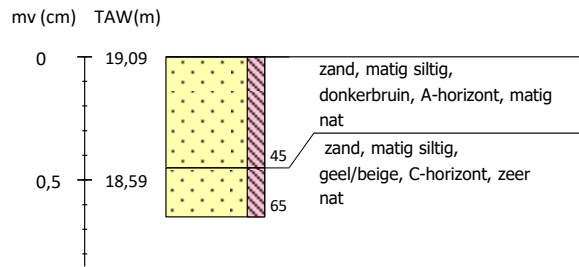 mv (cm) TAW(m)
0 19,09
zand, matig siltig,
donkerbruin, A-horizont, matig
nat
45
zand, matig siltig,
geel/beige, C-horizont, zeer
nat
0,5 18,59
65